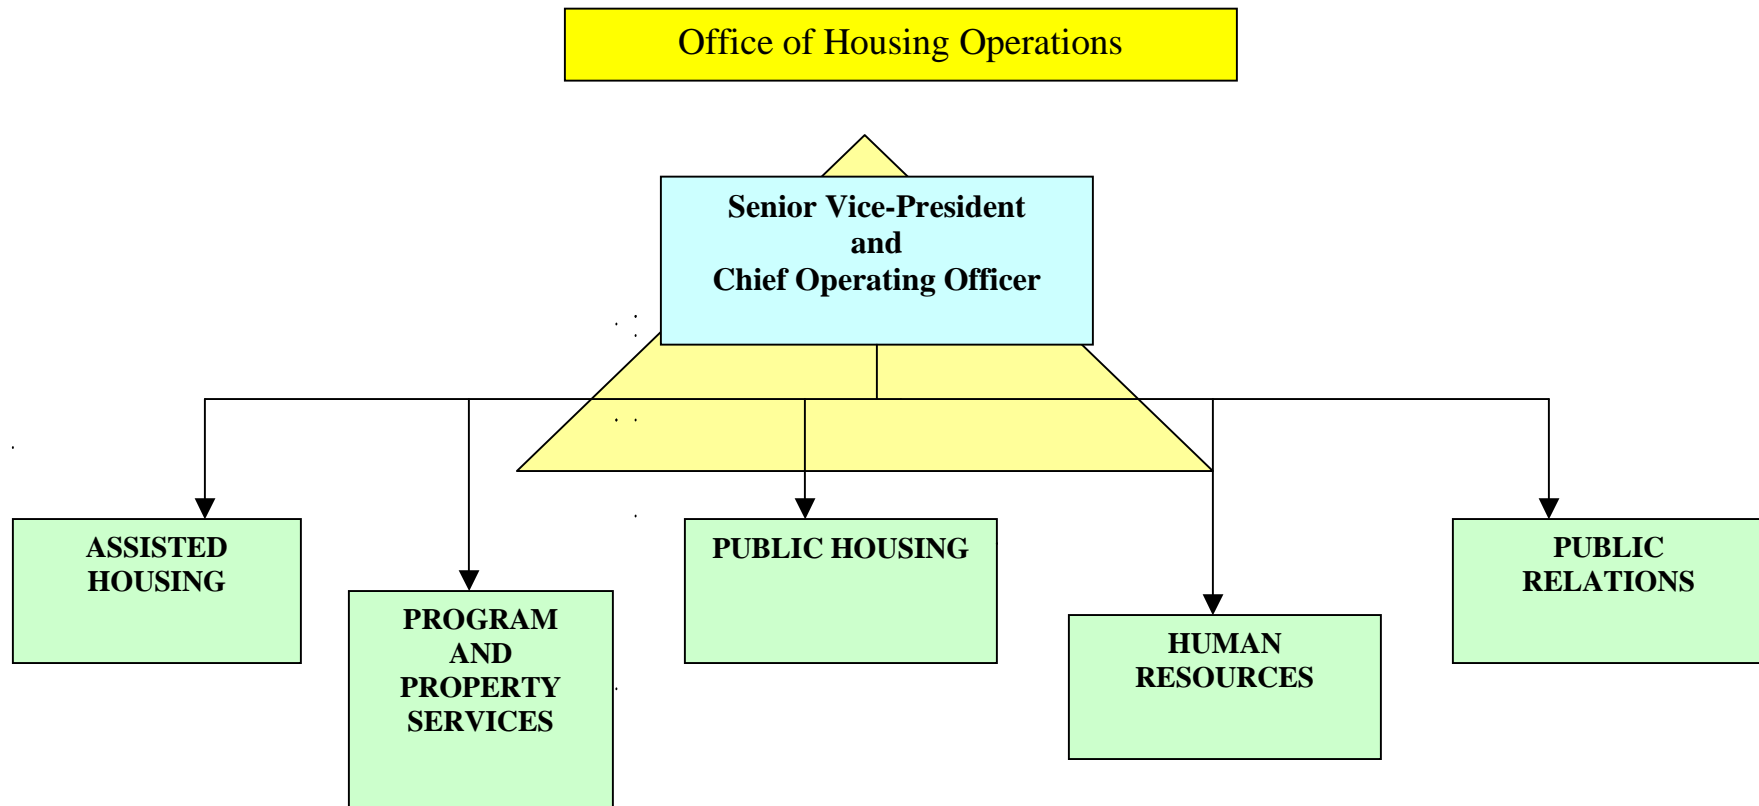 Office of Housing Operations
Senior Vice-President
and
Chief Operating Officer
ASSISTED
HOUSING
PROGRAM
AND
PROPERTY
SERVICES
PUBLIC HOUSING
HUMAN
RESOURCES
PUBLIC
RELATIONS